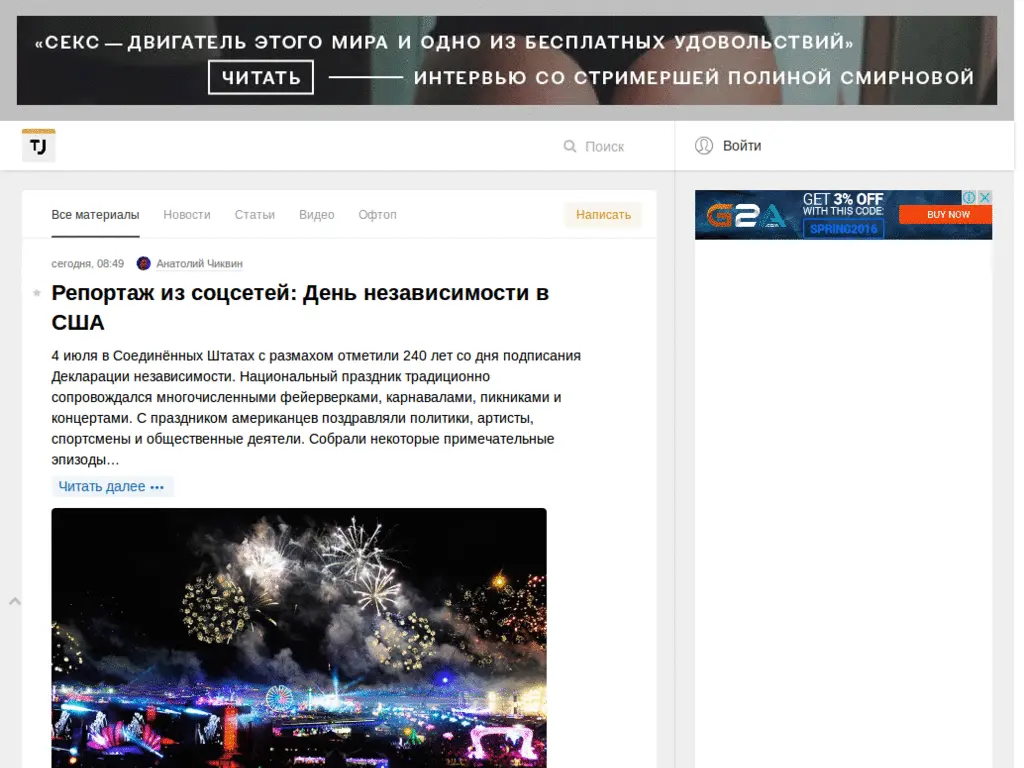 «СЕКС — ДВИГАТЕЛЬ ЭТОГО МИРА И ОДНО ИЗ БЕСПЛАТНЫХ УДОВОЛЬСТВИЙ»
ЧИТАТЬ ИНТЕРВЬЮ СО СТРИМЕРШЕЙ ПОЛИНОЙ СМИРНОВОЙ
TJ
Поиск
Войти
Все материалы Новости Статьи Видео Офтоп Написать
GET 3% OFF
WITH THIS CODE:
SPRING2016
G2A.com
BUY NOW
сегодня, 08:49 Анатолий Чиквин
Репортаж из соцсетей: День независимости в
США
4 июля в Соединённых Штатах с размахом отметили 240 лет со дня подписания
Декларации независимости. Национальный праздник традиционно
сопровождался многочисленными фейерверками, карнавалами, пикниками и
концертами. С праздником американцев поздравляли политики, артисты,
спортсмены и общественные деятели. Собрали некоторые примечательные
эпизоды…
Читать далее •••